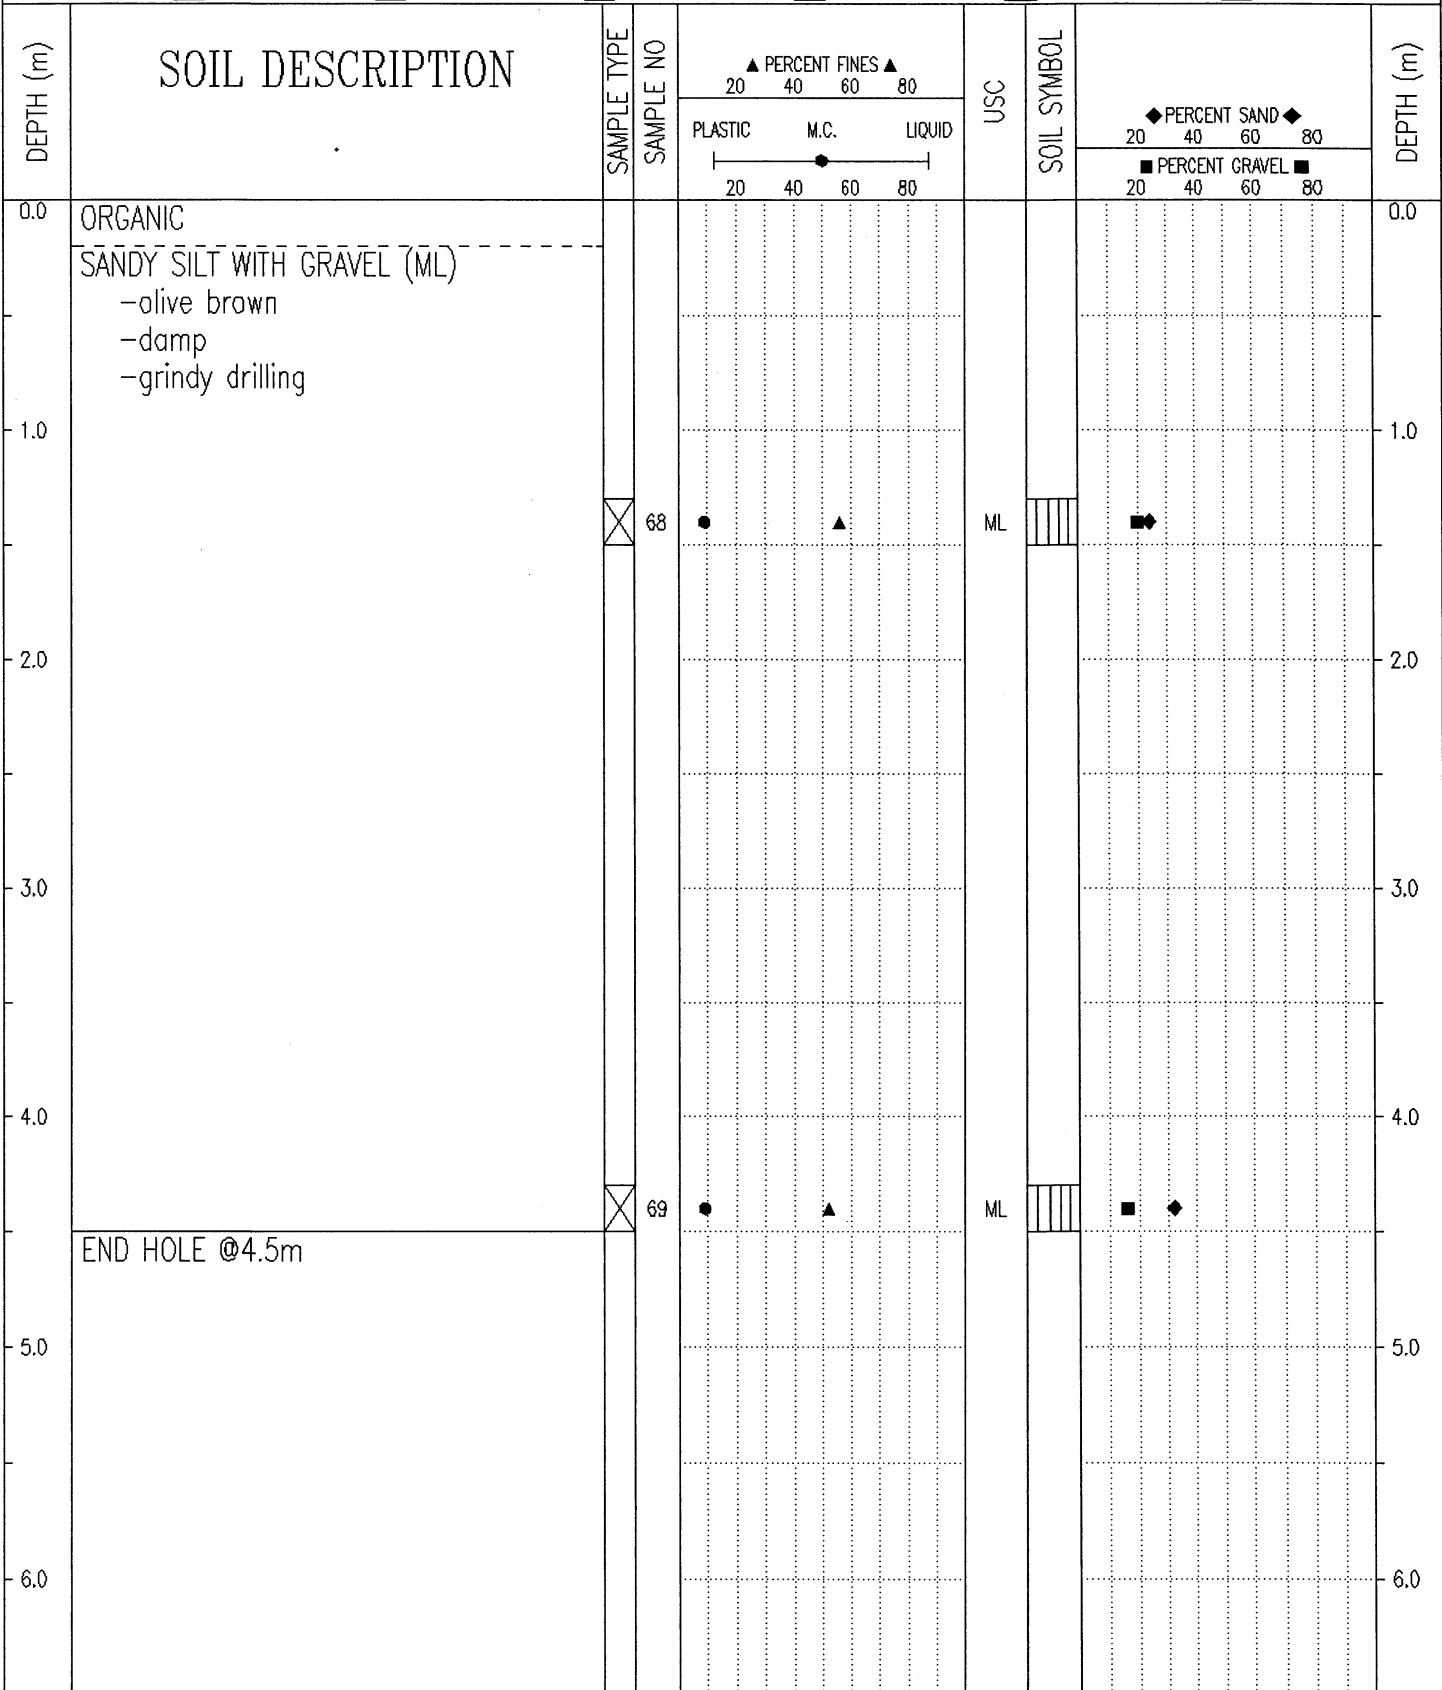 DEPTH (m)
SOIL DESCRIPTION
SAMPLE TYPE
SAMPLE NO
▲ PERCENT FINES ▲
20 40 60 80
PLASTIC M.C. LIQUID
20 40 60 80
USC
SOIL SYMBOL
◆ PERCENT SAND ◆
20 40 60 80
■ PERCENT GRAVEL ■
20 40 60 80
DEPTH (m)
0.0 ORGANIC 0.0
SANDY SILT WITH GRAVEL (ML)
-olive brown
-damp
-grindy drilling
1.0 1.0
68 ML
2.0 2.0
3.0 3.0
4.0 4.0
69 ML
END HOLE @4.5m
5.0 5.0
6.0 6.0